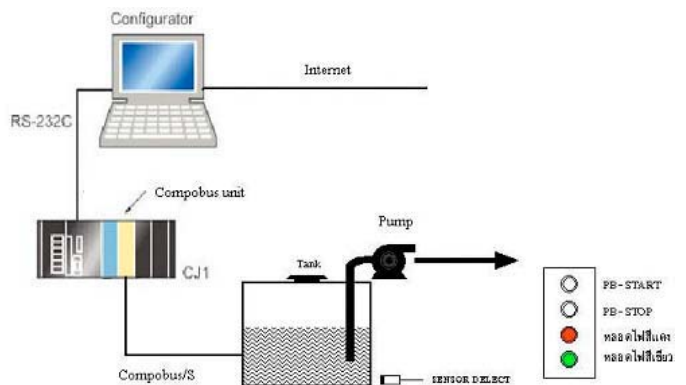 Configurator
Internet
RS-232C
Compobus unit
CJ1
Pump
Tank
Compobus/S
SENSOR DELECT
PB-START
PB-STOP
หลอดไฟสีแดง
หลอดไฟสีเขียว